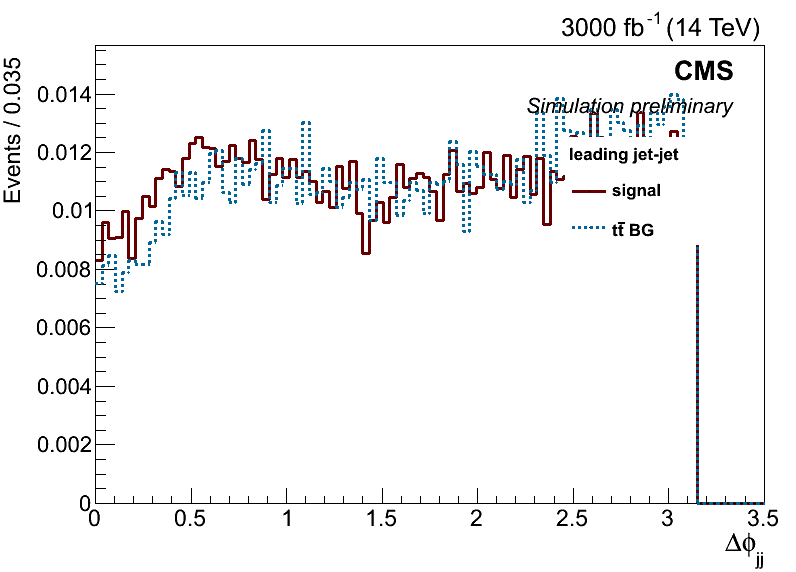 3000 fb⁻¹ (14 TeV)
CMS
Simulation preliminary
leading jet-jet
signal
tt̄ BG
Events / 0.035
0.014
0.012
0.01
0.008
0.006
0.004
0.002
0
0 0.5 1 1.5 2 2.5 3 3.5
Δϕjj